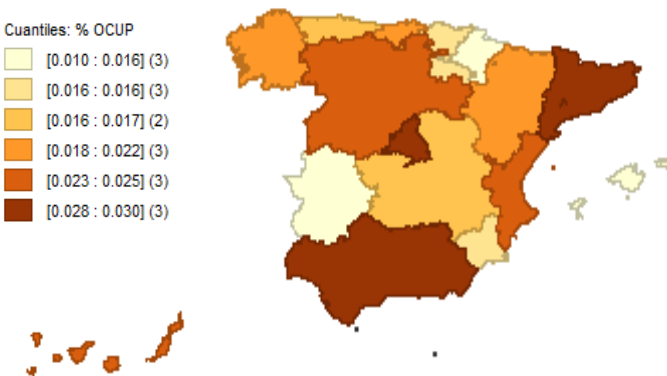 Cuantiles: % OCUP
[0.010 : 0.016] (3)
[0.016 : 0.016] (3)
[0.016 : 0.017] (2)
[0.018 : 0.022] (3)
[0.023 : 0.025] (3)
[0.028 : 0.030] (3)